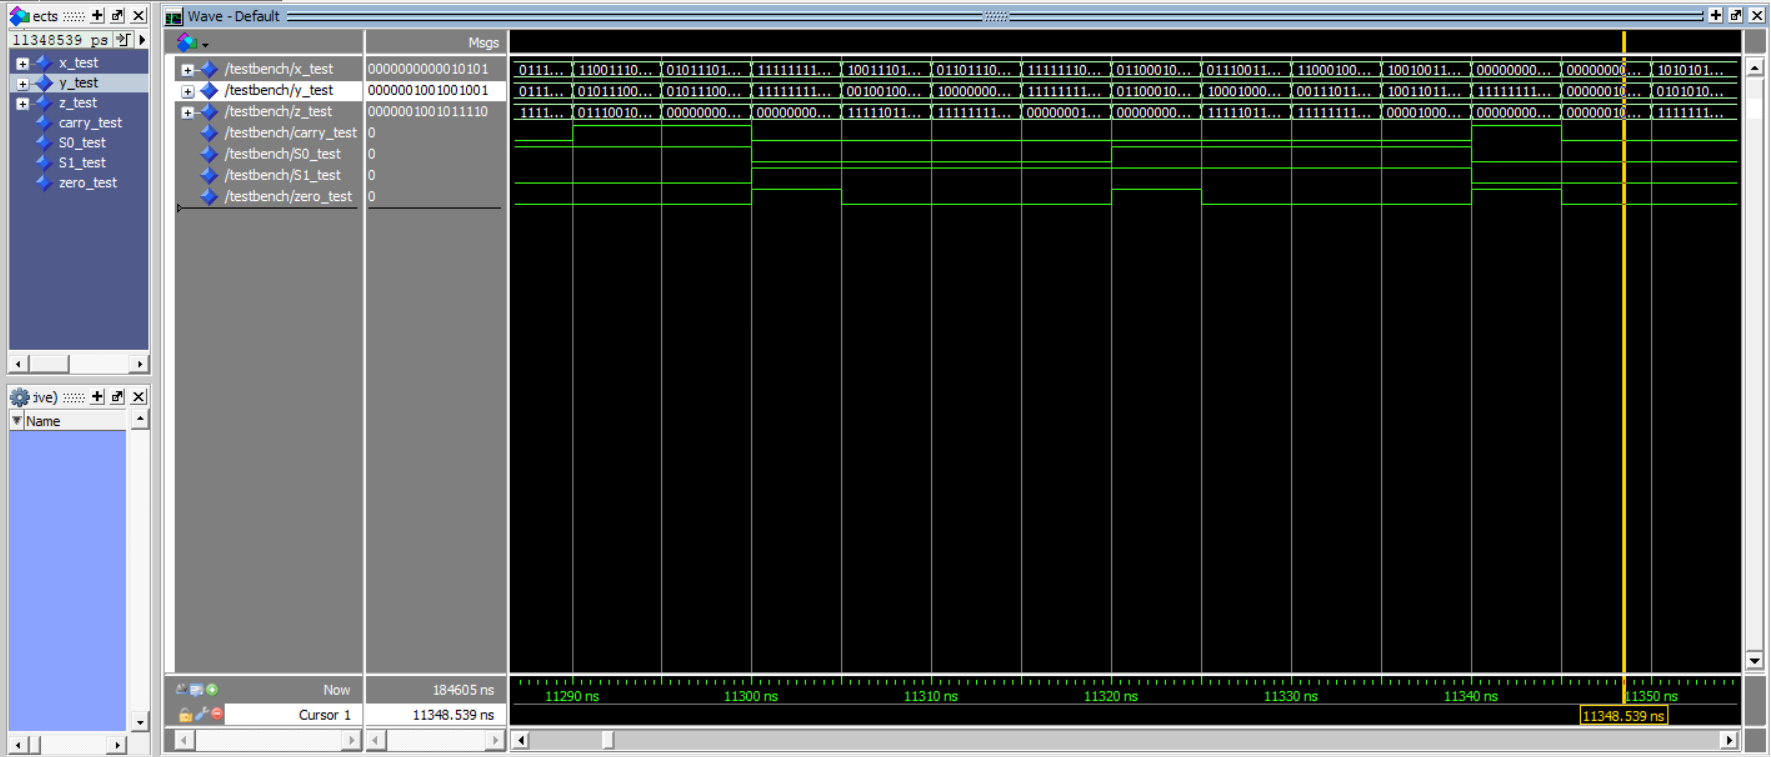 ects
11348539 ps
x_test
y_test
z_test
carry_test
S0_test
S1_test
zero_test
ive)
Name
Wave - Default
Msgs
/testbench/x_test 0000000000010101 0111... 11001110... 01011101... 11111111... 10011101... 01101110... 11111110... 01100010... 01110011... 11000100... 10010011... 00000000... 00000000... 1010101...
/testbench/y_test 0000001001001001 0111... 01011100... 01011100... 11111111... 00100100... 10000000... 11111111... 01100010... 10001000... 00111011... 10011011... 11111111... 00000010... 0101010...
/testbench/z_test 0000001001011110 1111... 01110010... 00000000... 00000000... 11111011... 11111111... 00000001... 00000000... 11111011... 11111111... 00001000... 00000000... 00000010... 1111111...
/testbench/carry_test 0
/testbench/S0_test 0
/testbench/S1_test 0
/testbench/zero_test 0
Now 184605 ns 11290 ns 11300 ns 11310 ns 11320 ns 11330 ns 11340 ns 11350 ns
Cursor 1 11348.539 ns 11348.539 ns